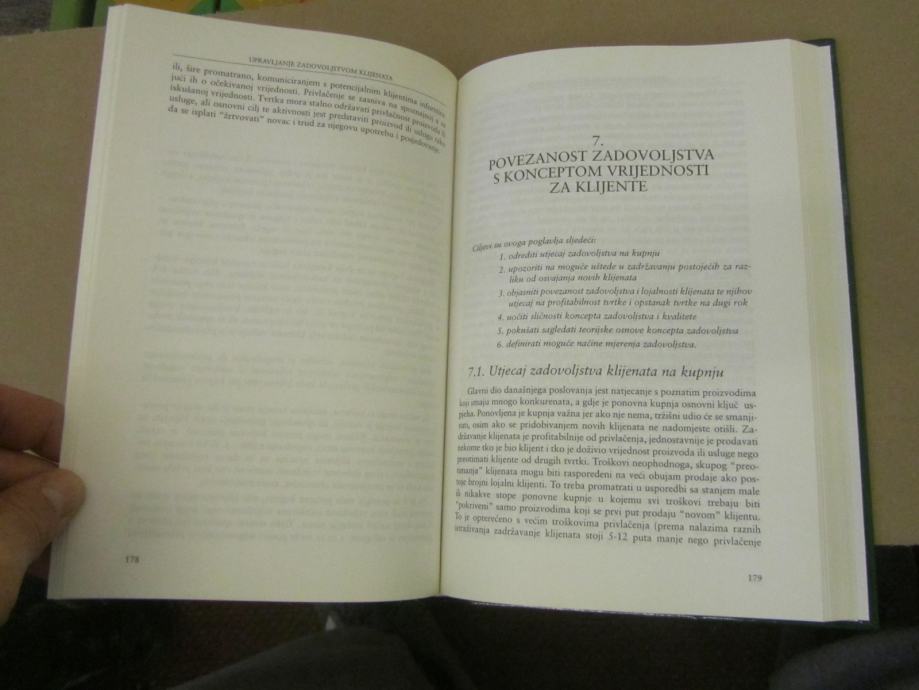 UPRAVLJANJE ZADOVOLJSTVOM KLIJENATA
ili, šire promatrano, komuniciranjem s potencijalnim klijentima informira-
jući ih o očekivanoj vrijednosti. Privlačenje se zasniva na spoznajnoj a ne
iskušanoj vrijednosti. Tvrtka mora stalno održavati privlačnost proizvoda ili
usluge, ali osnovni cilj te aktivnosti jest predstaviti proizvod ili uslugu tako
da se isplati “žrtvovati” novac i trud za njegovu upotrebu i posjedovanje.
178
7.
POVEZANOST ZADOVOLJSTVA
S KONCEPTOM VRIJEDNOSTI
ZA KLIJENTE
Ciljevi su ovoga poglavlja sljedeći:
1. odrediti utjecaj zadovoljstva na kupnju
2. upozoriti na moguće uštede u zadržavanju postojećih za raz-
liku od osvajanja novih klijenata
3. objasniti povezanost zadovoljstva i lojalnosti klijenata te njihov
utjecaj na profitabilnost tvrtke i opstanak tvrtke na dugi rok
4. uočiti sličnosti koncepta zadovoljstva i kvalitete
5. pokušati sagledati teorijske osnove koncepta zadovoljstva
6. definirati moguće načine mjerenja zadovoljstva.
7.1. Utjecaj zadovoljstva klijenata na kupnju
Glavni dio današnjega poslovanja jest natjecanje s poznatim proizvodima
koji imaju mnogo konkurenata, a gdje je ponovna kupnja osnovni ključ us-
pjeha. Ponovljena je kupnja važna jer ako nje nema, tržišni udio će se smanji-
vati, osim ako se pridobivanjem novih klijenata ne nadomjeste otišli. Za-
državanje klijenata je profitabilnije od privlačenja, jednostavnije je prodavati
nekome tko je bio klijent i tko je doživio vrijednost proizvoda ili usluge nego
preotimati klijente od drugih tvrtki. Troškovi neophodnoga, skupog “preo-
timanja” klijenata mogu biti raspoređeni na veći obujam prodaje ako pos-
toje brojni lojalni klijenti. To treba promatrati u usporedbi sa stanjem male
ili nikakve stope ponovne kupnje u kojemu svi troškovi trebaju biti
“pokriveni” samo proizvodima koji se prvi put prodaju “novom” klijentu.
To je opterećeno s većim troškovima privlačenja (prema nalazima raznih
istraživanja zadržavanje klijenata stoji 5-12 puta manje nego privlačenje
179